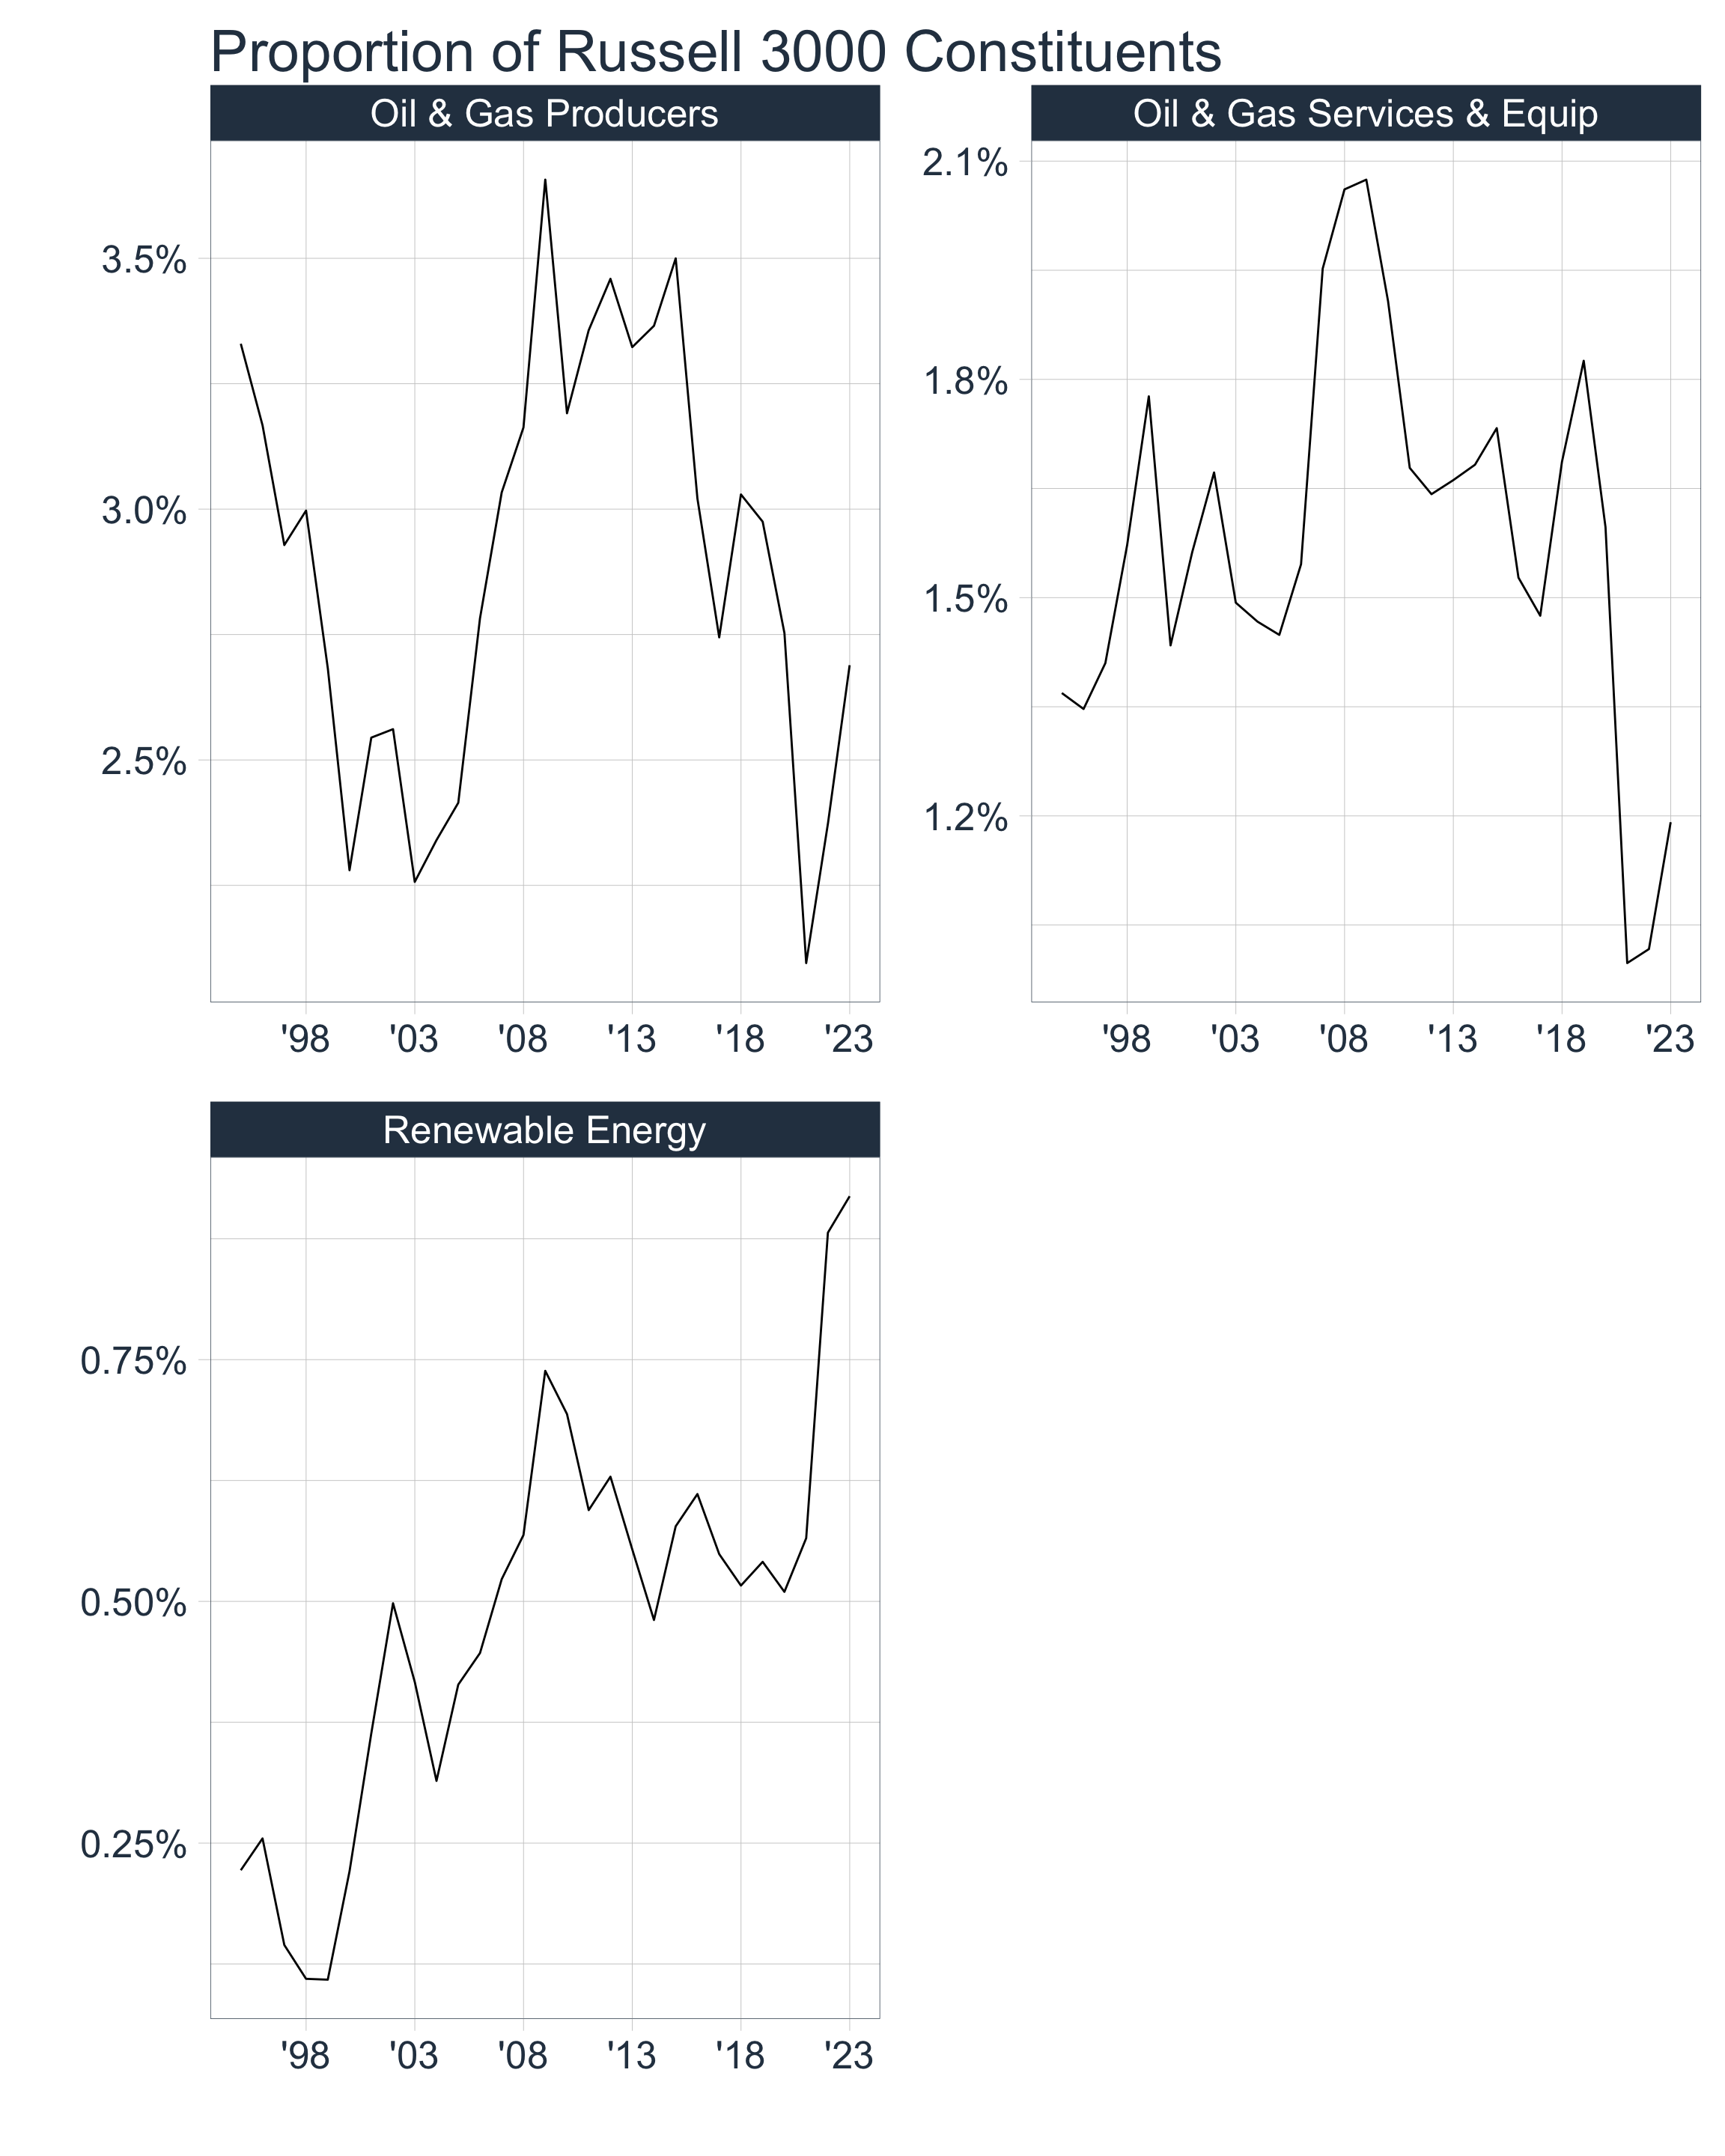 Proportion of Russell 3000 Constituents
Oil & Gas Producers
3.5%
3.0%
2.5%
'98 '03 '08 '13 '18 '23
Oil & Gas Services & Equip
2.1%
1.8%
1.5%
1.2%
'98 '03 '08 '13 '18 '23
Renewable Energy
0.75%
0.50%
0.25%
'98 '03 '08 '13 '18 '23